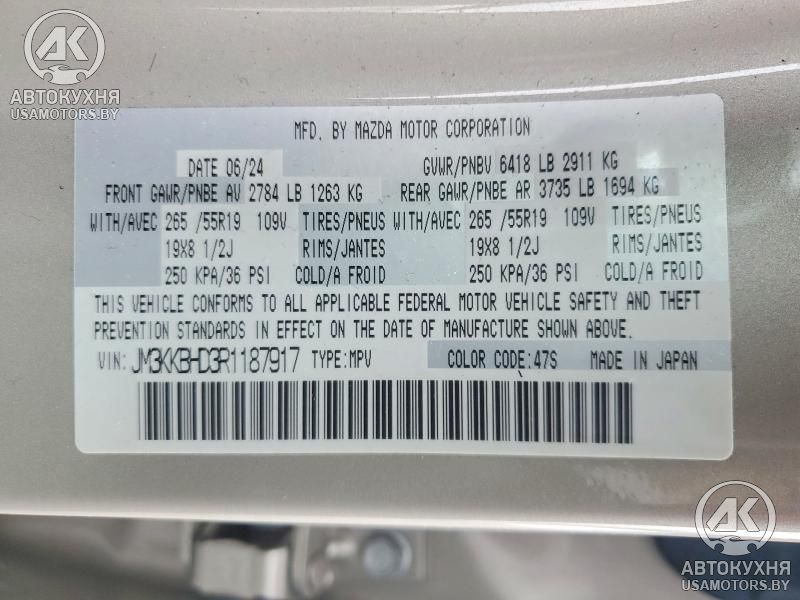 AK
АВТОКУХНЯ
USAMOTORS.BY
MFD. BY MAZDA MOTOR CORPORATION
DATE 06/24 GVWR/PNBV 6418 LB 2911 KG
FRONT GAWR/PNBE AV 2784 LB 1263 KG REAR GAWR/PNBE AR 3735 LB 1694 KG
WITH/AVEC 265 /55R19 109V TIRES/PNEUS WITH/AVEC 265 /55R19 109V TIRES/PNEUS
19X8 1/2J RIMS/JANTES 19X8 1/2J RIMS/JANTES
250 KPA/36 PSI COLD/A FROID 250 KPA/36 PSI COLD/A FROID
THIS VEHICLE CONFORMS TO ALL APPLICABLE FEDERAL MOTOR VEHICLE SAFETY AND THEFT
PREVENTION STANDARDS IN EFFECT ON THE DATE OF MANUFACTURE SHOWN ABOVE.
VIN: JM3KKBHD3R1187917 TYPE:MPV COLOR CODE:47S MADE IN JAPAN
AK
АВТОКУХНЯ
USAMOTORS.BY